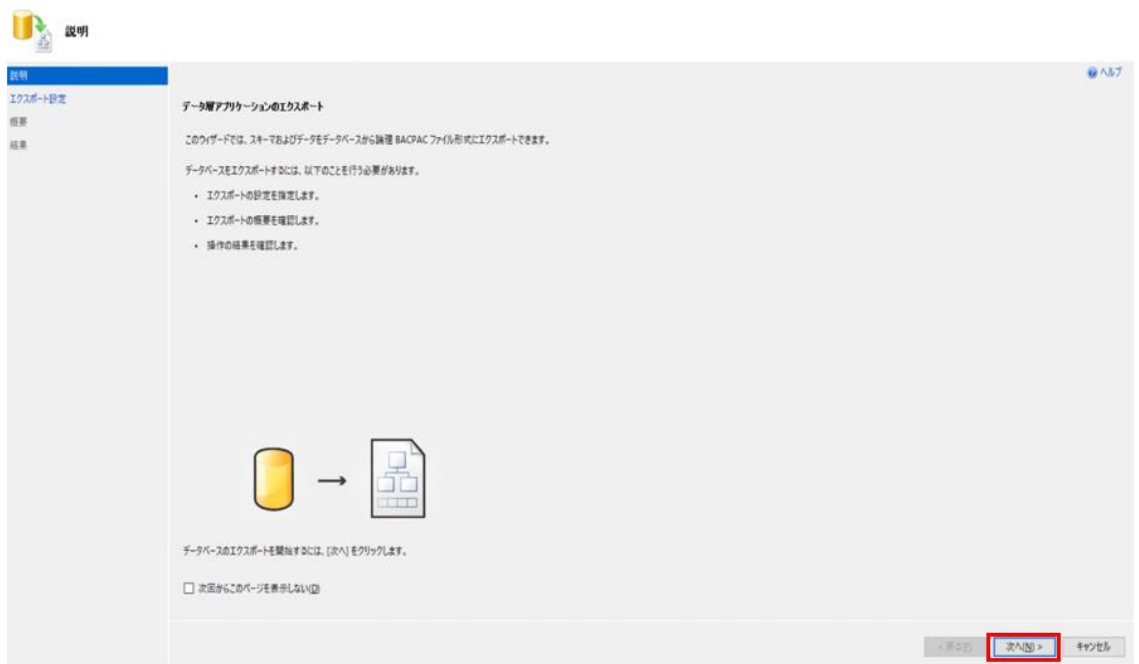 説明
説明
エクスポート設定
概要
結果
ヘルプ
データ層アプリケーションのエクスポート
このウィザードでは、スキーマおよびデータをデータベースから論理 BACPAC ファイル形式にエクスポートできます。
データベースをエクスポートするには、以下のことを行う必要があります。
• エクスポートの設定を指定します。
• エクスポートの概要を確認します。
• 操作の結果を確認します。
データベースのエクスポートを開始するには、[次へ] をクリックします。
次回からこのページを表示しない(D)
< 戻る(P) 次へ(N) > キャンセル